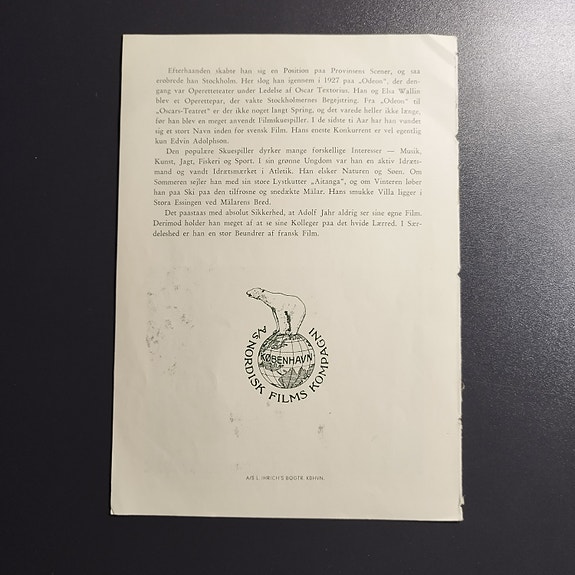 Efterhaanden skabte han sig en Position paa Provinsens Scener, og saa
erobrede han Stockholm. Her slog han igennem i 1927 paa „Odeon“, der den-
gang var Operetteteater under Ledelse af Oscar Textorius. Han og Elsa Wallin
blev et Operettepar, der vakte Stockholmernes Begejstring. Fra „Odeon“ til
„Oscars-Teatret“ er der ikke noget langt Spring, og det varede heller ikke længe,
før han blev en meget anvendt Filmskuespiller. I de sidste ti Aar har han vundet
sig et stort Navn inden for svensk Film. Hans eneste Konkurrent er vel egentlig
kun Edvin Adolphson.
Den populære Skuespiller dyrker mange forskellige Interesser — Musik,
Kunst, Jagt, Fiskeri og Sport. I sin grønne Ungdom var han en aktiv Idræts-
mand og vandt Idrætsmærket i Atletik. Han elsker Naturen og Søen. Om
Sommeren sejler han med sin store Lystkutter „Aitanga“, og om Vinteren løber
han paa Ski paa den tilfrosne og snedækte Mälar. Hans smukke Villa ligger i
Stora Essingen ved Mälarens Bred.
Det paastaas med absolut Sikkerhed, at Adolf Jahr aldrig ser sine egne Film.
Derimod holder han meget af at se sine Kolleger paa det hvide Lærred. I Sær-
deleshed er han en stor Beundrer af fransk Film.
KØBENHAVN
A/S NORDISK FILMS KOMPAGNI
A/S L. IHRICH'S BOGTR. KBHVN.